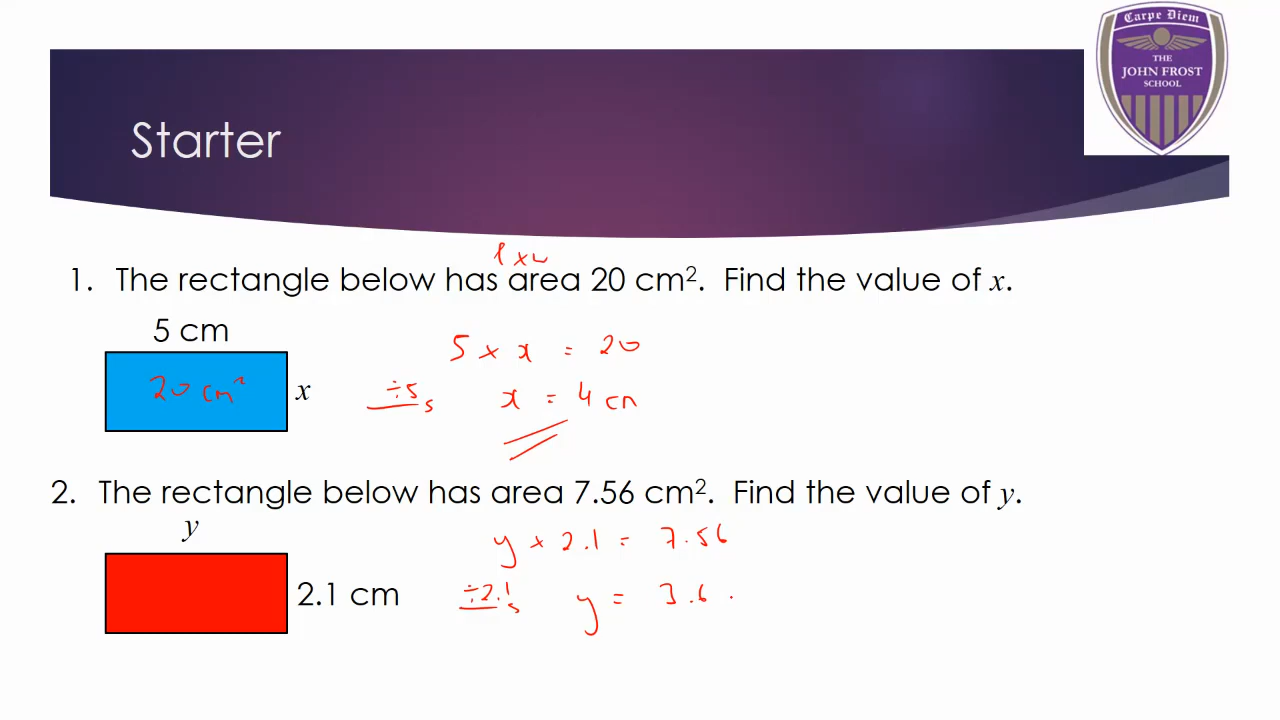 Carpe Diem
THE
JOHN FROST
SCHOOL
Starter
l × w
1. The rectangle below has area 20 cm². Find the value of x.
5 cm
5 × x = 20
20 cm²
x
÷5
x = 4 cm
2. The rectangle below has area 7.56 cm². Find the value of y.
y
y × 2.1 = 7.56
2.1 cm
÷2.1
y = 3.6